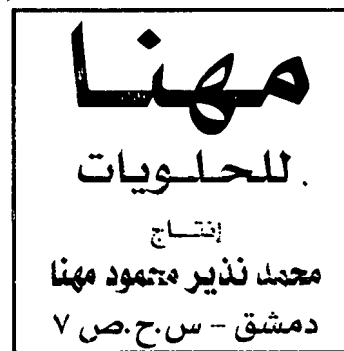 مهنا
للحلويات
إنتاج
محمد نذير محمود مهنا
دمشق - س.ح.ص ٧